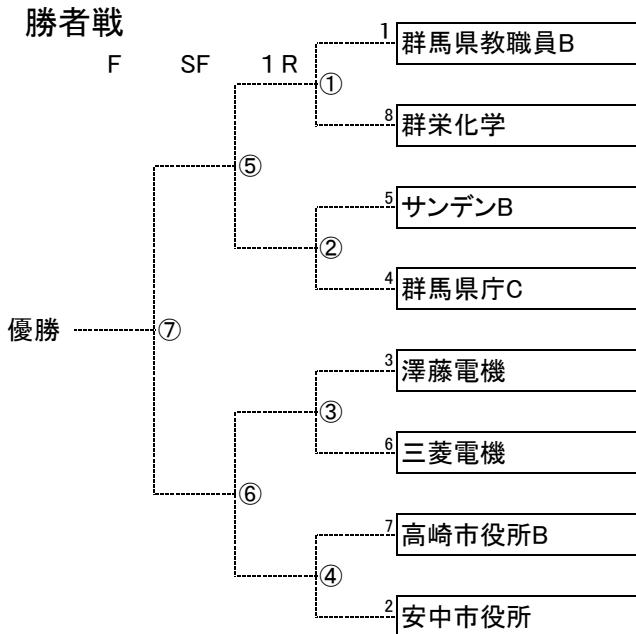 勝者戦
F SF 1R
1 群馬県教職員B
①
8 群栄化学
⑤
5 サンデンB
②
4 群馬県庁C
優勝 ⑦
3 澤藤電機
③
6 三菱電機
⑥
7 高崎市役所B
④
2 安中市役所